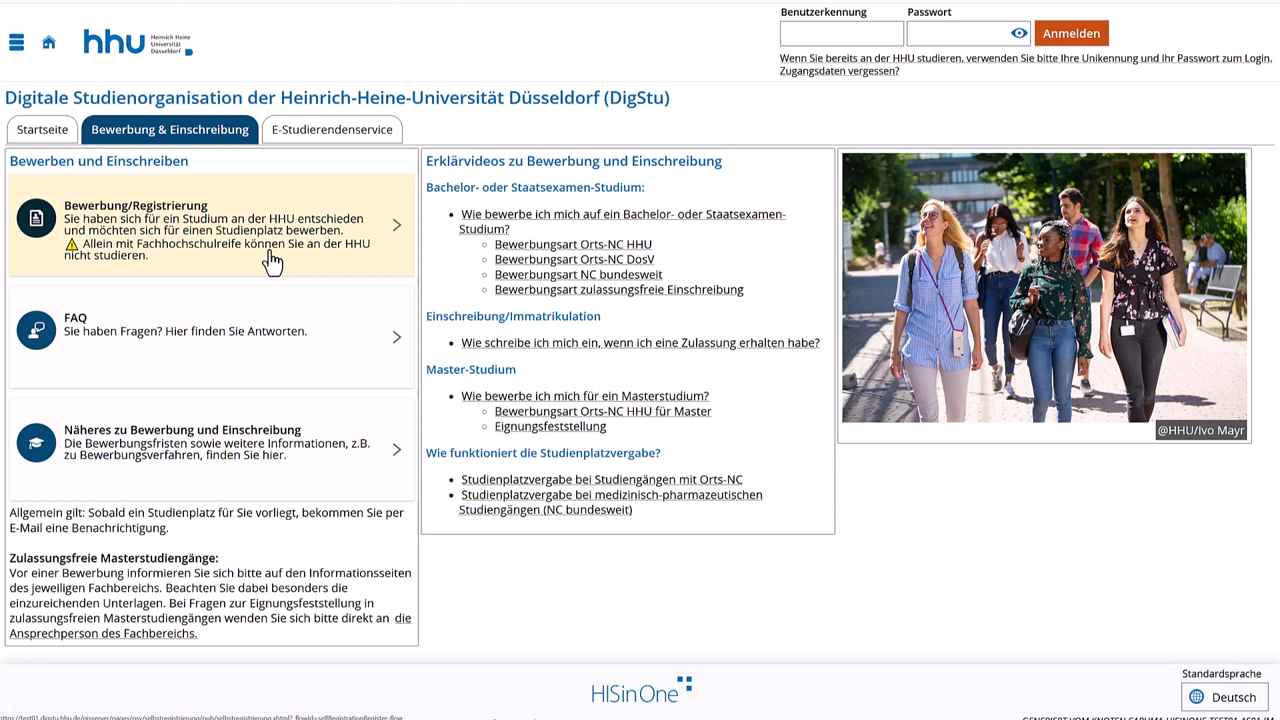 Benutzerkennung
Passwort
hhu
Heinrich Heine
Universität
Düsseldorf
Anmelden
Wenn Sie bereits an der HHU studieren, verwenden Sie bitte Ihre Unikennung und Ihr Passwort zum Login.
Zugangsdaten vergessen?
Digitale Studienorganisation der Heinrich-Heine-Universität Düsseldorf (DigStu)
Startseite
Bewerbung & Einschreibung
E-Studierendenservice
Bewerben und Einschreiben
Bewerbung/Registrierung
Sie haben sich für ein Studium an der HHU entschieden
und möchten sich für einen Studienplatz bewerben.
Allein mit Fachhochschulreife können Sie an der HHU
nicht studieren.
FAQ
Sie haben Fragen? Hier finden Sie Antworten.
Näheres zu Bewerbung und Einschreibung
Die Bewerbungsfristen sowie weitere Informationen, z.B.
zu Bewerbungsverfahren, finden Sie hier.
Allgemein gilt: Sobald ein Studienplatz für Sie vorliegt, bekommen Sie per
E-Mail eine Benachrichtigung.
Zulassungsfreie Masterstudiengänge:
Vor einer Bewerbung informieren Sie sich bitte auf den Informationsseiten
des jeweiligen Fachbereichs. Beachten Sie dabei besonders die
einzureichenden Unterlagen. Bei Fragen zur Eignungsfeststellung in
zulassungsfreien Masterstudiengängen wenden Sie sich bitte direkt an die
Ansprechperson des Fachbereichs.
Erklärvideos zu Bewerbung und Einschreibung
Bachelor- oder Staatsexamen-Studium:
Wie bewerbe ich mich auf ein Bachelor- oder Staatsexamen-
Studium?
Bewerbungsart Orts-NC HHU
Bewerbungsart Orts-NC DosV
Bewerbungsart NC bundesweit
Bewerbungsart zulassungsfreie Einschreibung
Einschreibung/Immatrikulation
Wie schreibe ich mich ein, wenn ich eine Zulassung erhalten habe?
Master-Studium
Wie bewerbe ich mich für ein Masterstudium?
Bewerbungsart Orts-NC HHU für Master
Eignungsfeststellung
Wie funktioniert die Studienplatzvergabe?
Studienplatzvergabe bei Studiengängen mit Orts-NC
Studienplatzvergabe bei medizinisch-pharmazeutischen
Studiengängen (NC bundesweit)
@HHU/Ivo Mayr
HISinOne
Standardsprache
Deutsch